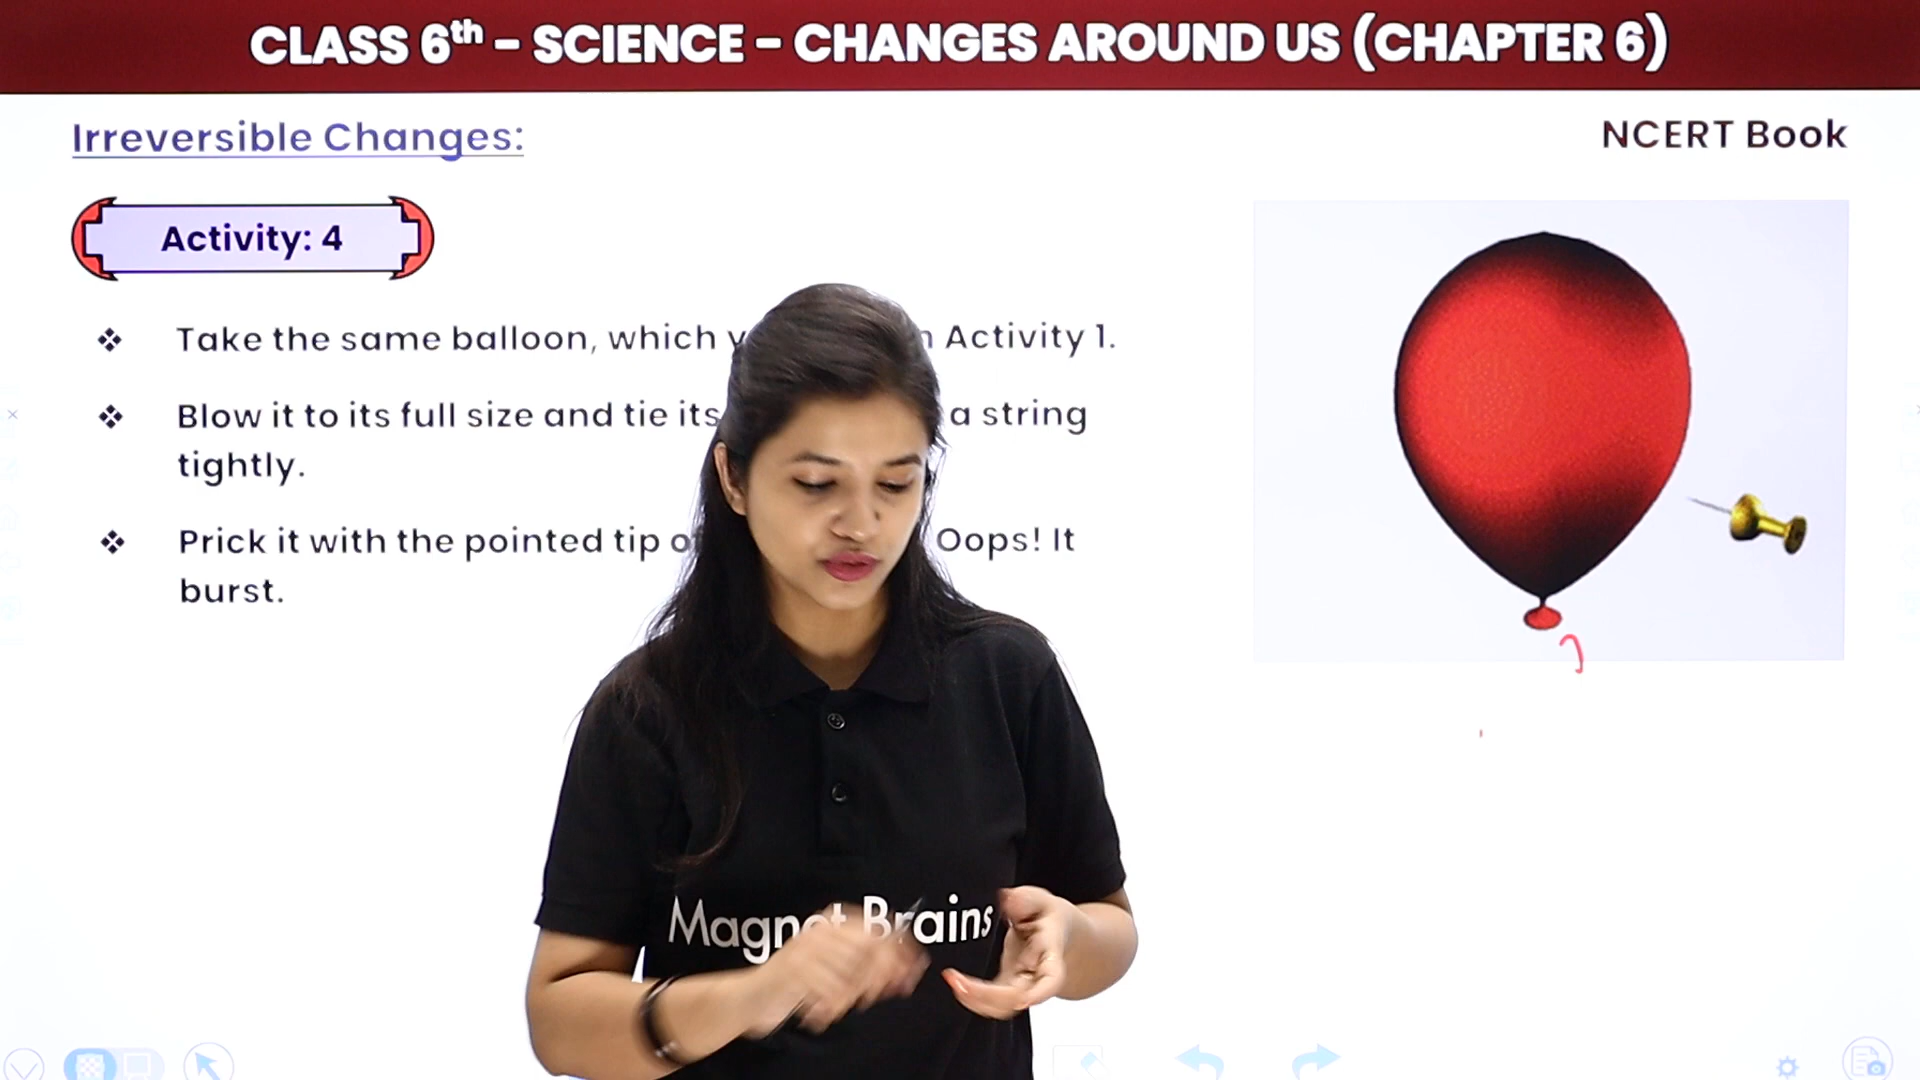 CLASS 6th - SCIENCE - CHANGES AROUND US (CHAPTER 6)
Irreversible Changes:
NCERT Book
Activity: 4
❖ Take the same balloon, which Activity 1.
❖ Blow it to its full size and tie its a string
tightly.
❖ Prick it with the pointed tip Oops! It
burst.
Magnet Brains